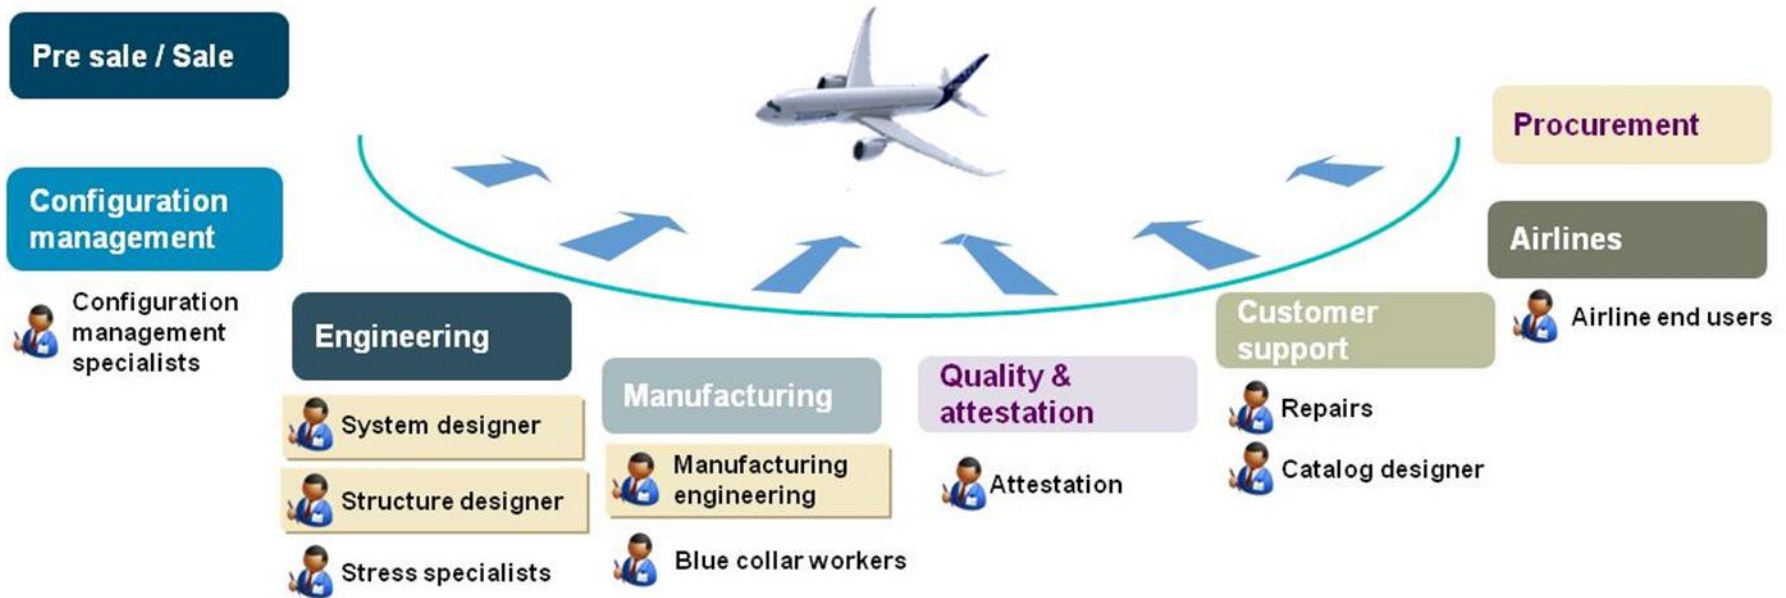 Pre sale / Sale
Configuration
management
Configuration
management
specialists
Engineering
System designer
Structure designer
Stress specialists
Manufacturing
Manufacturing
engineering
Blue collar workers
Quality &
attestation
Attestation
Customer
support
Repairs
Catalog designer
Procurement
Airlines
Airline end users